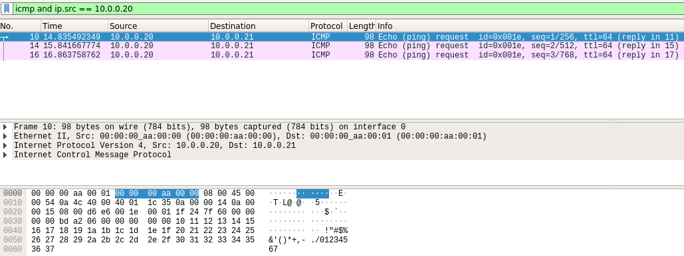 icmp and ip.src == 10.0.0.20
No. Time Source Destination Protocol Length Info
10 14.835492349 10.0.0.20 10.0.0.21 ICMP 98 Echo (ping) request id=0x001e, seq=1/256, ttl=64 (reply in 11)
14 15.841667774 10.0.0.20 10.0.0.21 ICMP 98 Echo (ping) request id=0x001e, seq=2/512, ttl=64 (reply in 15)
16 16.863758762 10.0.0.20 10.0.0.21 ICMP 98 Echo (ping) request id=0x001e, seq=3/768, ttl=64 (reply in 17)
Frame 10: 98 bytes on wire (784 bits), 98 bytes captured (784 bits) on interface 0
Ethernet II, Src: 00:00:00_aa:00:00 (00:00:00:aa:00:00), Dst: 00:00:00_aa:00:01 (00:00:00:aa:00:01)
Internet Protocol Version 4, Src: 10.0.0.20, Dst: 10.0.0.21
Internet Control Message Protocol
0000 00 00 00 aa 00 01 00 00 00 aa 00 00 08 00 45 00 ··············E·
0010 00 54 0a 4c 40 00 40 01 1c 35 0a 00 00 14 0a 00 ·T·L@·@· ·5······
0020 00 15 08 00 d6 e6 00 1e 00 01 1f 24 7f 60 00 00 ···········$·`··
0030 00 00 bd a2 06 00 00 00 00 00 10 11 12 13 14 15 ················
0040 16 17 18 19 1a 1b 1c 1d 1e 1f 20 21 22 23 24 25 ·········· !"#$%
0050 26 27 28 29 2a 2b 2c 2d 2e 2f 30 31 32 33 34 35 &'()*+,- ./012345
0060 36 37 67